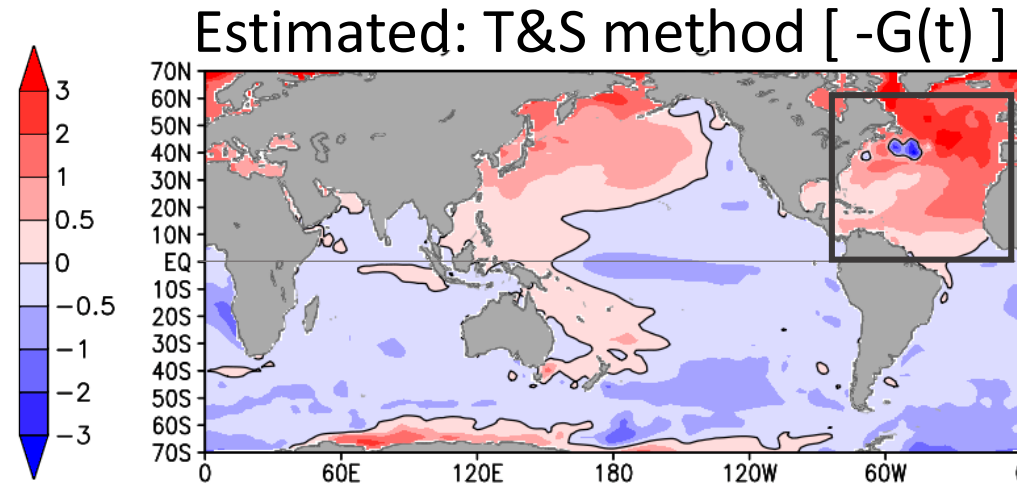 Estimated: T&S method [ -G(t) ]
3
2
1
0.5
0
−0.5
−1
−2
−3
70N
60N
50N
40N
30N
20N
10N
EQ
10S
20S
30S
40S
50S
60S
70S
0 60E 120E 180 120W 60W